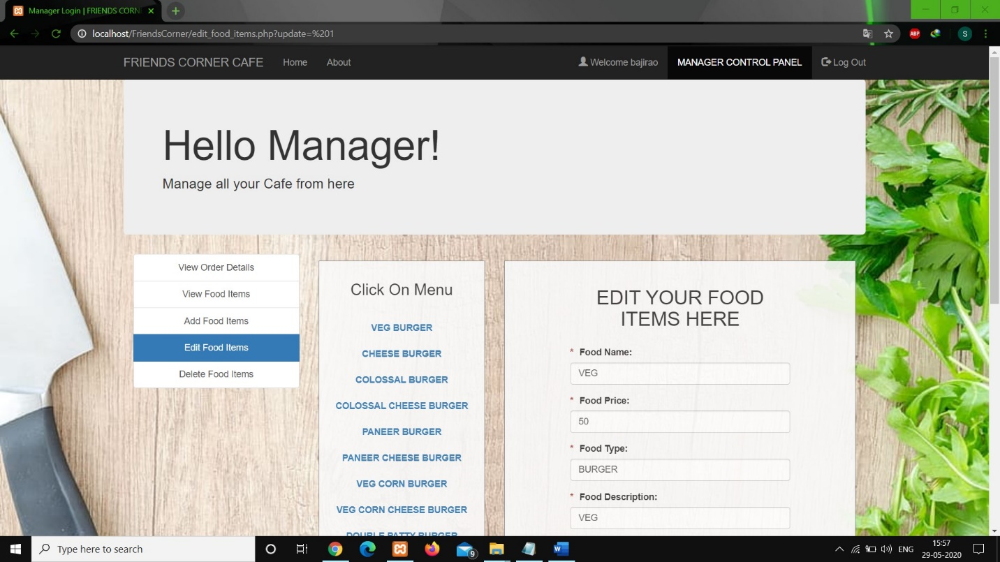 Manager Login | FRIENDS CORN
localhost/FriendsCorner/edit_food_items.php?update=%201
ABP
S
FRIENDS CORNER CAFE
Home
About
Welcome bajirao
MANAGER CONTROL PANEL
Log Out
Hello Manager!
Manage all your Cafe from here
View Order Details
View Food Items
Add Food Items
Edit Food Items
Delete Food Items
Click On Menu
VEG BURGER
CHEESE BURGER
COLOSSAL BURGER
COLOSSAL CHEESE BURGER
PANEER BURGER
PANEER CHEESE BURGER
VEG CORN BURGER
VEG CORN CHEESE BURGER
DOUBLE PATTY BURGER
EDIT YOUR FOOD
ITEMS HERE
* Food Name:
VEG
* Food Price:
50
* Food Type:
BURGER
* Food Description:
VEG
Type here to search
9
ENG
15:57
29-05-2020